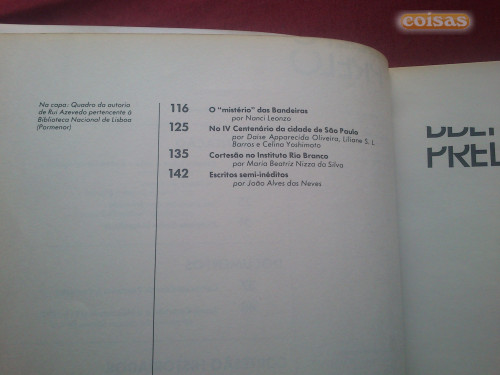 coisas
Na capa: Quadro da autoria
de Rui Azevedo pertencente à
Biblioteca Nacional de Lisboa
(Pormenor)
116 O “mistério” das Bandeiras
por Nanci Leonzo
125 No IV Centenário da cidade de São Paulo
por Daise Apparecida Oliveira, Liliane S. L
Barros e Celina Yoshimoto
135 Cortesão no Instituto Rio Branco
por Maria Beatriz Nizza da Silva
142 Escritos semi-inéditos
por João Alves das Neves
PREL